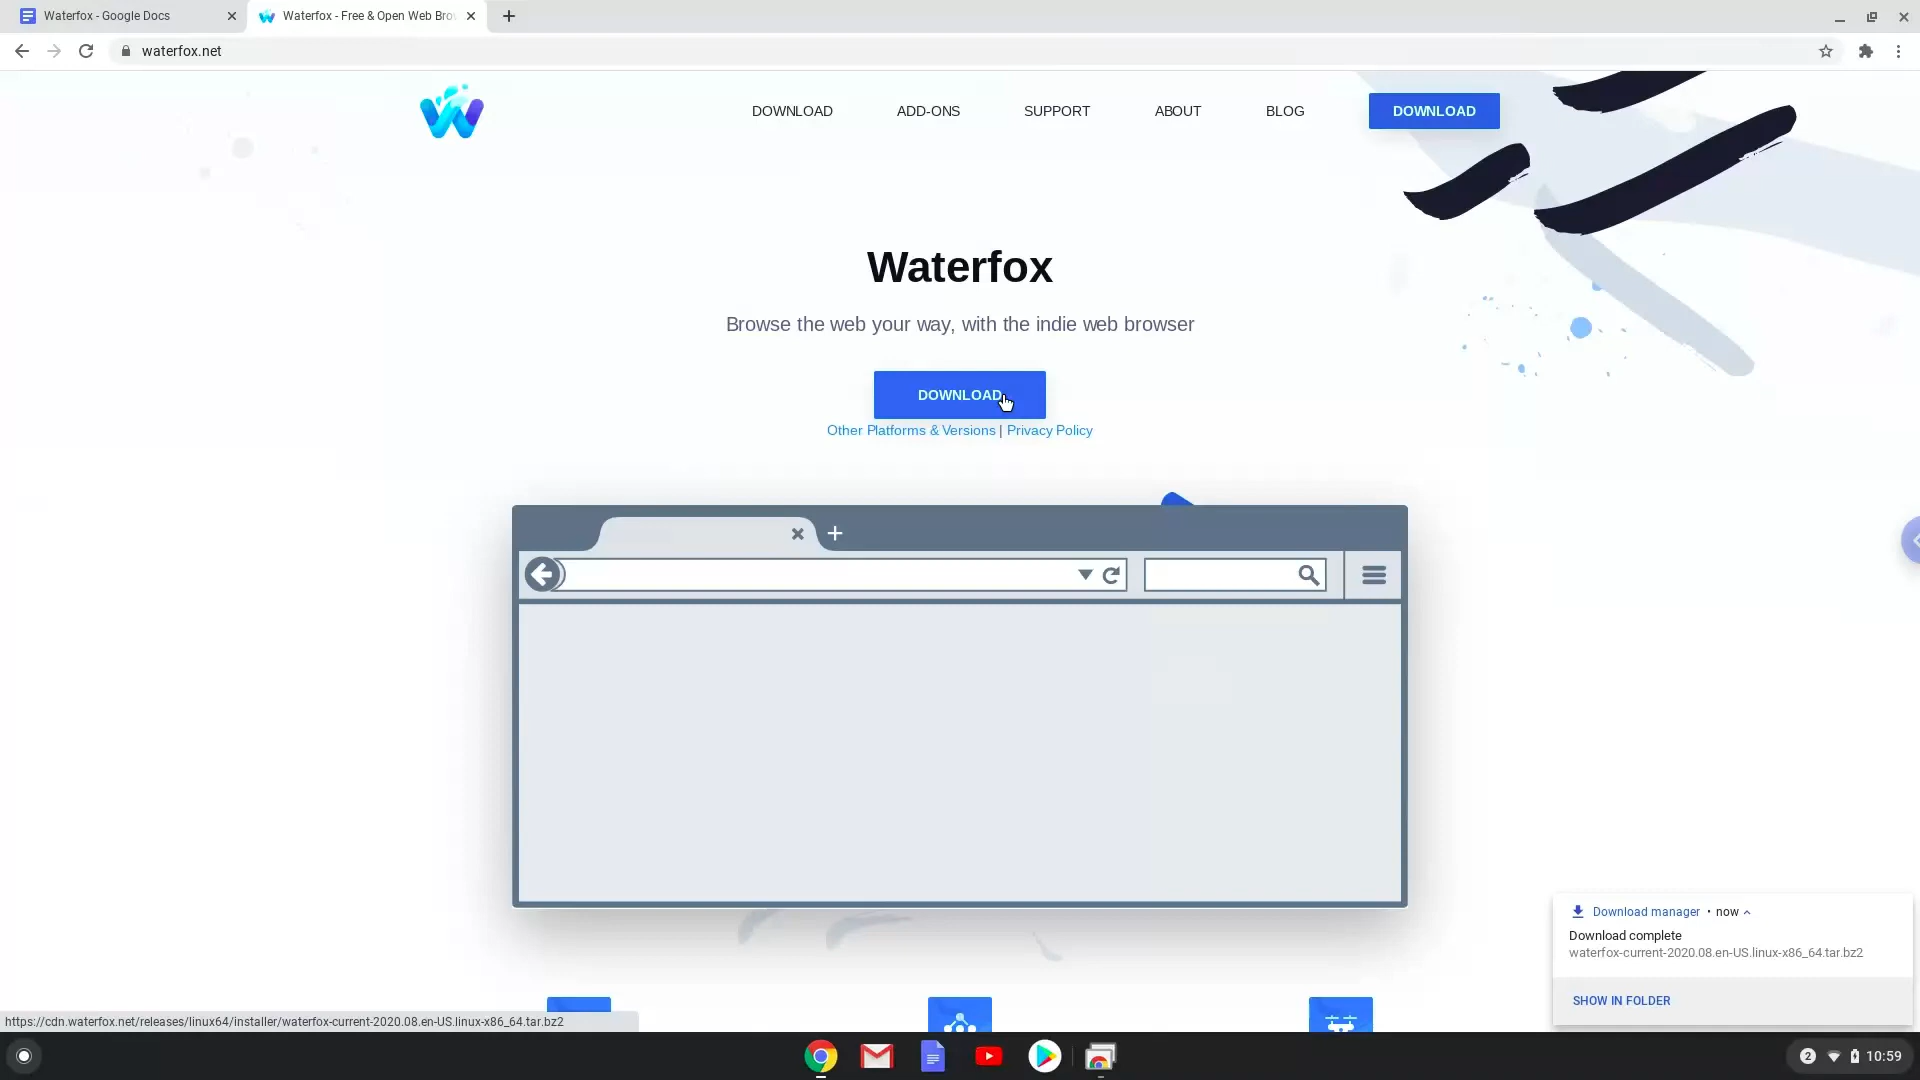 Waterfox - Google Docs
Waterfox - Free & Open Web Bro
waterfox.net
DOWNLOAD
ADD-ONS
SUPPORT
ABOUT
BLOG
DOWNLOAD
Waterfox
Browse the web your way, with the indie web browser
DOWNLOAD
Other Platforms & Versions | Privacy Policy
Download manager • now
Download complete
waterfox-current-2020.08.en-US.linux-x86_64.tar.bz2
SHOW IN FOLDER
https://cdn.waterfox.net/releases/linux64/installer/waterfox-current-2020.08.en-US.linux-x86_64.tar.bz2
2
10:59